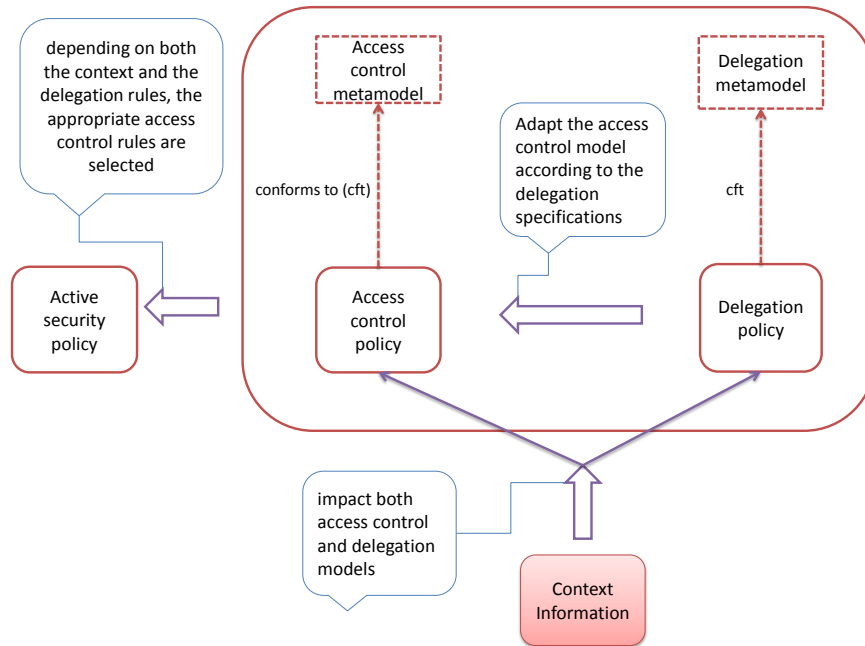 depending on both
the context and the
delegation rules, the
appropriate access
control rules are
selected
Access
control
metamodel
Delegation
metamodel
Adapt the access
control model
according to the
delegation
specifications
conforms to (cft)
cft
Active
security
policy
Access
control
policy
Delegation
policy
impact both
access control
and delegation
models
Context
Information